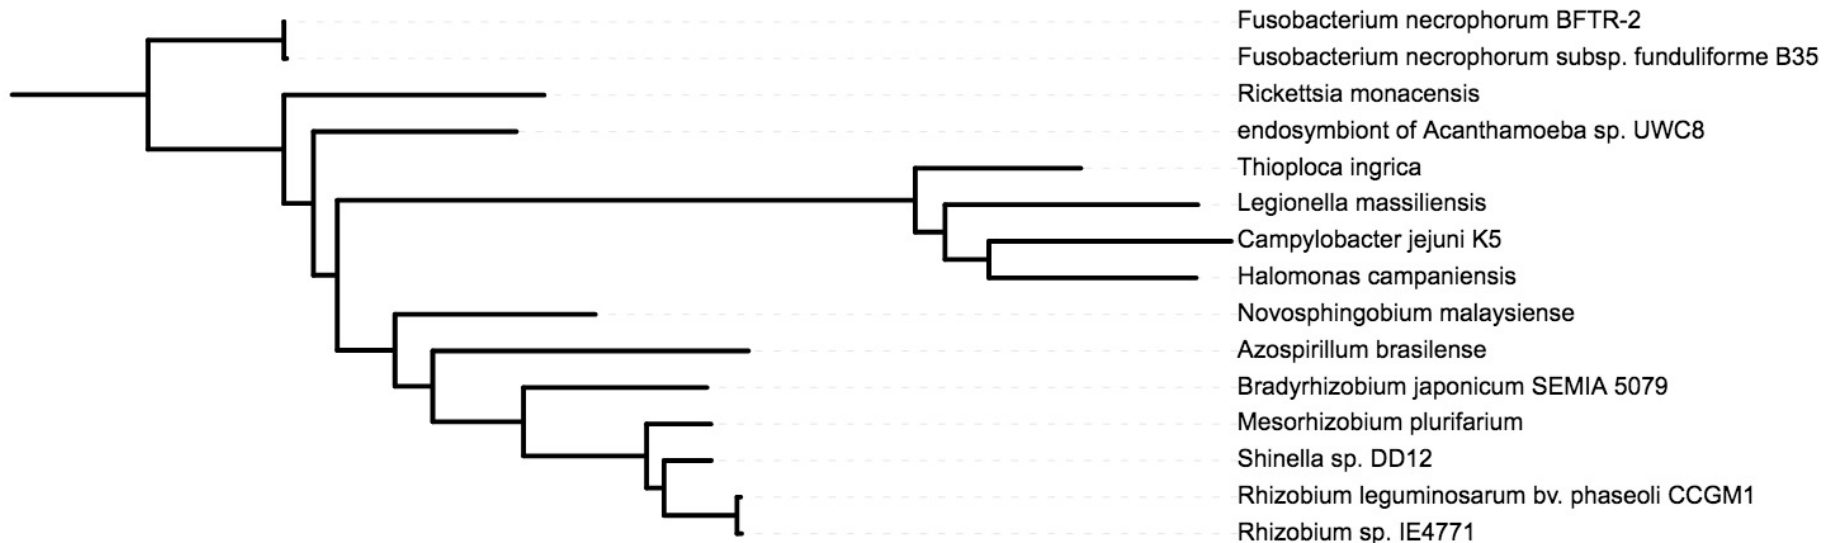 Fusobacterium necrophorum BFTR-2
Fusobacterium necrophorum subsp. funduliforme B35
Rickettsia monacensis
endosymbiont of Acanthamoeba sp. UWC8
Thioploca ingrica
Legionella massiliensis
Campylobacter jejuni K5
Halomonas campaniensis
Novosphingobium malaysiense
Azospirillum brasilense
Bradyrhizobium japonicum SEMIA 5079
Mesorhizobium plurifarium
Shinella sp. DD12
Rhizobium leguminosarum bv. phaseoli CCGM1
Rhizobium sp. IE4771